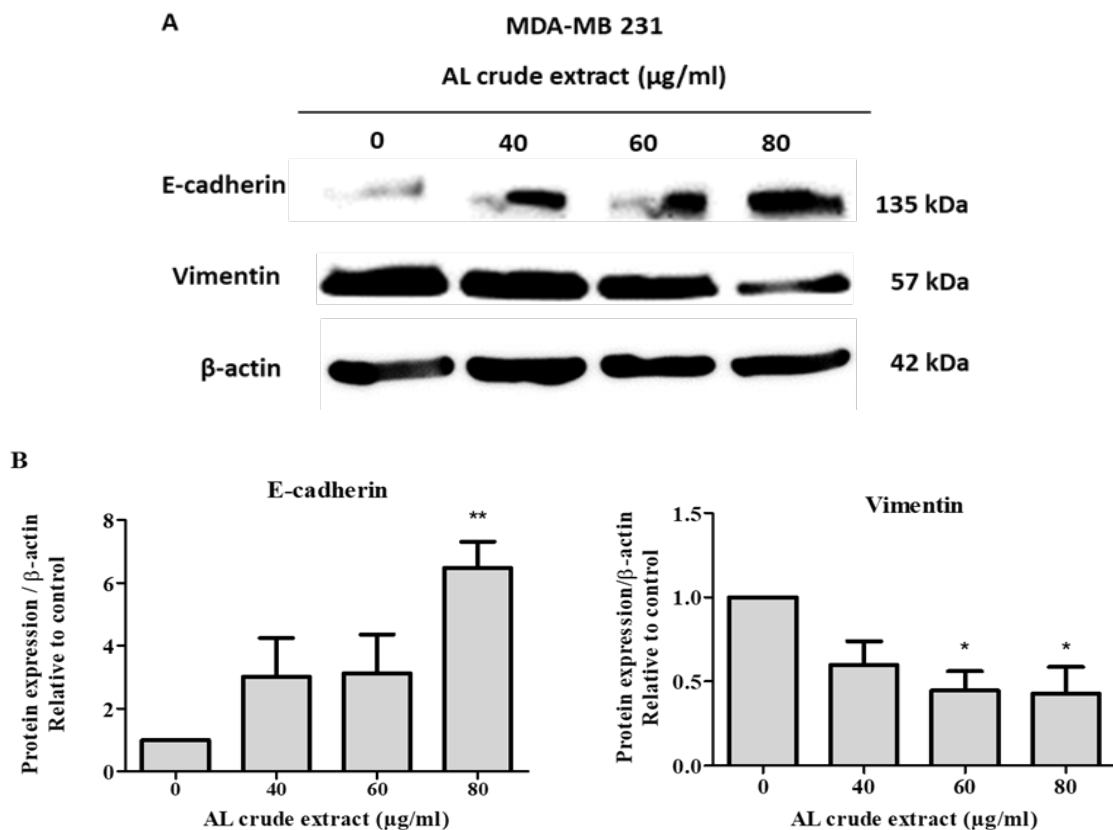 A
MDA-MB 231
AL crude extract (µg/ml)
0 40 60 80
E-cadherin 135 kDa
Vimentin 57 kDa
β-actin 42 kDa
B
E-cadherin
Protein expression / β-actin
Relative to control
8
6
4
2
0
**
0 40 60 80
AL crude extract (µg/ml)
Vimentin
Protein expression/β-actin
Relative to control
1.5
1.0
0.5
0.0
* *
0 40 60 80
AL crude extract (µg/ml)